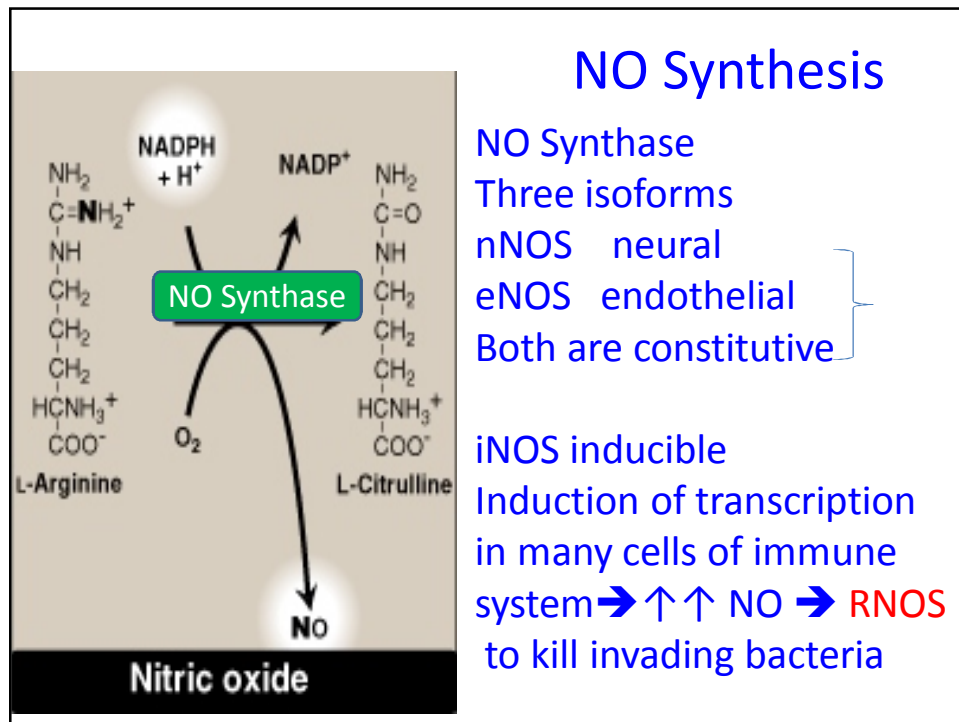 NO Synthesis
NADPH
+ H⁺
NADP⁺
NH₂
C=NH₂⁺
NH
CH₂
CH₂
CH₂
HCNH₃⁺
COO⁻
L-Arginine
NO Synthase
O₂
NH₂
C=O
NH
CH₂
CH₂
CH₂
HCNH₃⁺
COO⁻
L-Citrulline
NO
Nitric oxide
NO Synthase
Three isoforms
nNOS neural
eNOS endothelial
Both are constitutive
iNOS inducible
Induction of transcription
in many cells of immune
system➔↑↑ NO ➔ RNOS
to kill invading bacteria